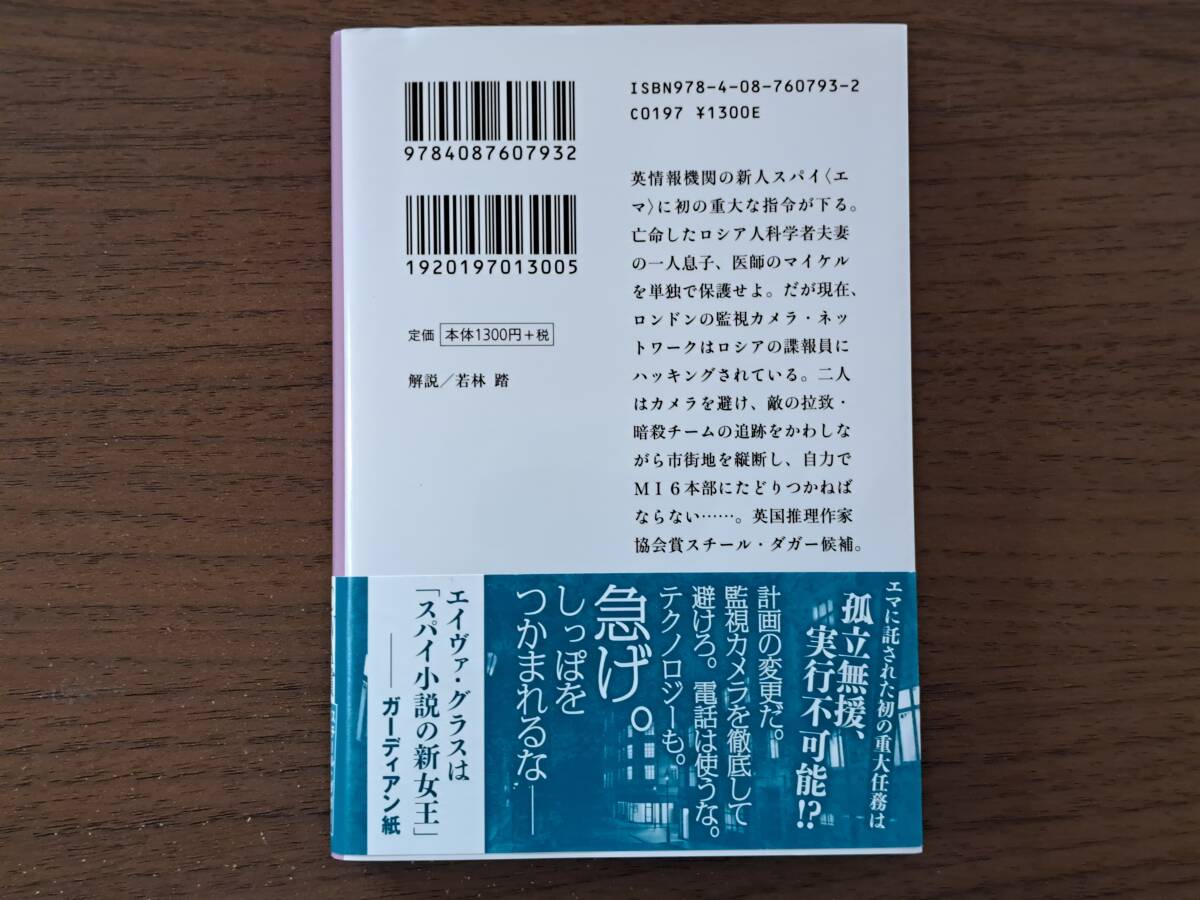 9784087607932
1920197013005
定価 本体1300円+税
解説/若林 踏
ISBN978-4-08-760793-2
C0197 ¥1300E
英情報機関の新人スパイ〈エ
マ〉に初の重大な指令が下る。
亡命したロシア人科学者夫妻
の一人息子、医師のマイケル
を単独で保護せよ。だが現在、
ロンドンの監視カメラ・ネッ
トワークはロシアの諜報員に
ハッキングされている。二人
はカメラを避け、敵の拉致・
暗殺チームの追跡をかわしな
がら市街地を縦断し、自力で
MI6本部にたどりつかねば
ならない……。英国推理作家
協会賞スチール・ダガー候補。
エマに託された初の重大任務は
孤立無援、
実行不可能!?
計画の変更だ。
監視カメラを徹底して
避けろ。電話は使うな。
テクノロジーも。
急げ。
しっぽを
つかまれるな——
エイヴァ・グラスは
「スパイ小説の新女王」
——ガーディアン紙